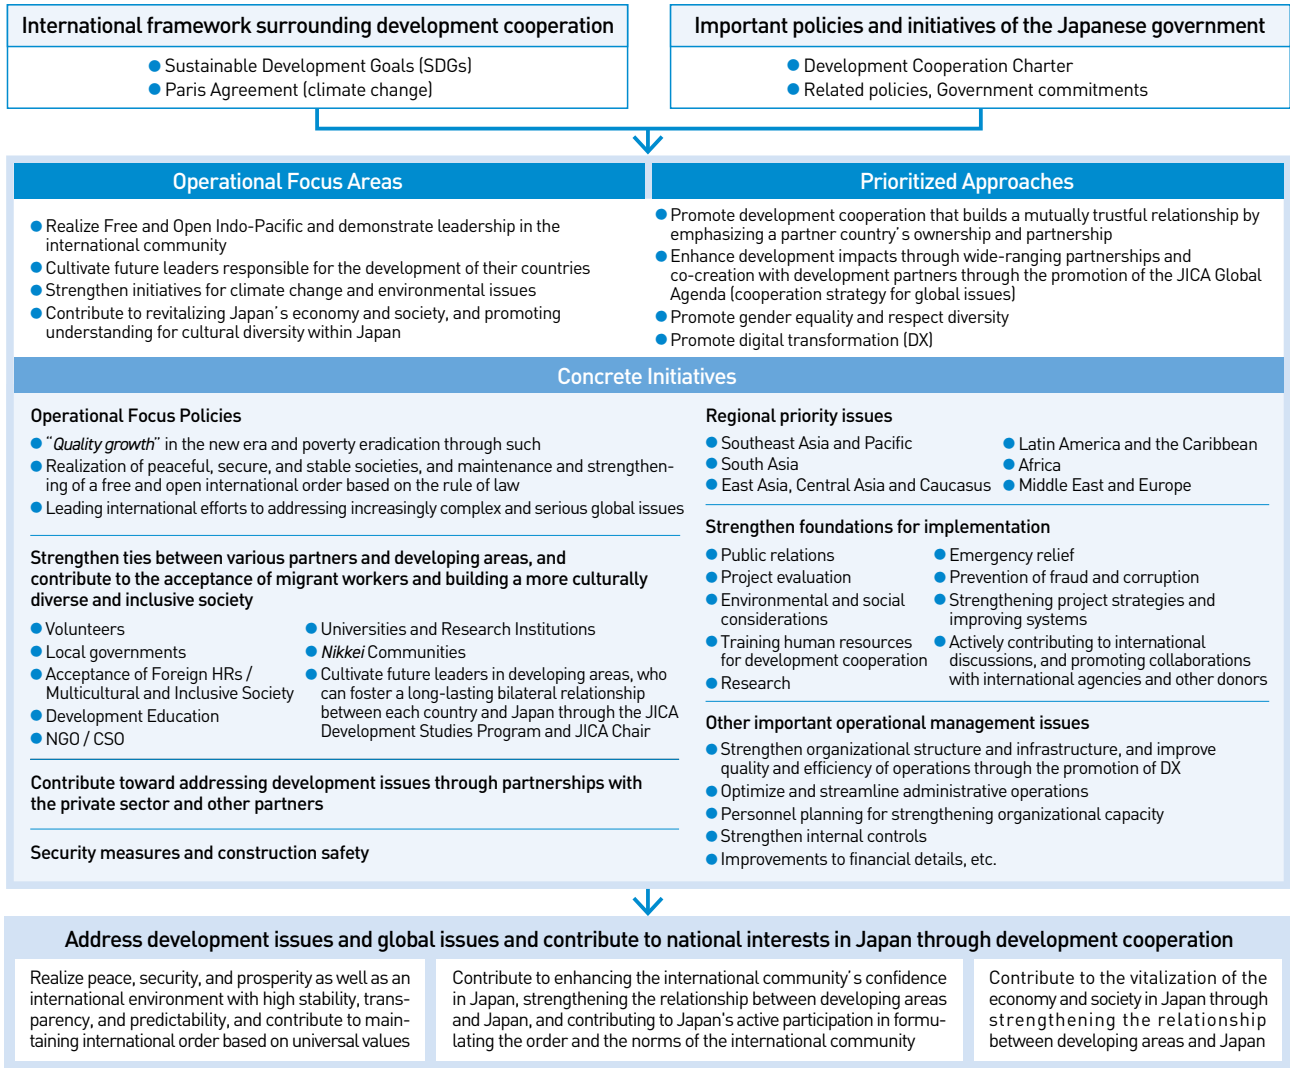 International framework surrounding development cooperation
● Sustainable Development Goals (SDGs)
● Paris Agreement (climate change)
Important policies and initiatives of the Japanese government
● Development Cooperation Charter
● Related policies, Government commitments
Operational Focus Areas
● Realize Free and Open Indo-Pacific and demonstrate leadership in the
international community
● Cultivate future leaders responsible for the development of their countries
● Strengthen initiatives for climate change and environmental issues
● Contribute to revitalizing Japan's economy and society, and promoting
understanding for cultural diversity within Japan
Prioritized Approaches
● Promote development cooperation that builds a mutually trustful relationship by
emphasizing a partner country's ownership and partnership
● Enhance development impacts through wide-ranging partnerships and
co-creation with development partners through the promotion of the JICA Global
Agenda (cooperation strategy for global issues)
● Promote gender equality and respect diversity
● Promote digital transformation (DX)
Concrete Initiatives
Operational Focus Policies
● "Quality growth" in the new era and poverty eradication through such
● Realization of peaceful, secure, and stable societies, and maintenance and strengthen-
ing of a free and open international order based on the rule of law
● Leading international efforts to addressing increasingly complex and serious global issues
Strengthen ties between various partners and developing areas, and
contribute to the acceptance of migrant workers and building a more culturally
diverse and inclusive society
● Volunteers
● Local governments
● Acceptance of Foreign HRs /
Multicultural and Inclusive Society
● Development Education
● NGO / CSO
● Universities and Research Institutions
● Nikkei Communities
● Cultivate future leaders in developing areas, who
can foster a long-lasting bilateral relationship
between each country and Japan through the JICA
Development Studies Program and JICA Chair
Contribute toward addressing development issues through partnerships with
the private sector and other partners
Security measures and construction safety
Regional priority issues
● Southeast Asia and Pacific
● South Asia
● East Asia, Central Asia and Caucasus
● Latin America and the Caribbean
● Africa
● Middle East and Europe
Strengthen foundations for implementation
● Public relations
● Project evaluation
● Environmental and social
considerations
● Training human resources
for development cooperation
● Research
● Emergency relief
● Prevention of fraud and corruption
● Strengthening project strategies and
improving systems
● Actively contributing to international
discussions, and promoting collaborations
with international agencies and other donors
Other important operational management issues
● Strengthen organizational structure and infrastructure, and improve
quality and efficiency of operations through the promotion of DX
● Optimize and streamline administrative operations
● Personnel planning for strengthening organizational capacity
● Strengthen internal controls
● Improvements to financial details, etc.
Address development issues and global issues and contribute to national interests in Japan through development cooperation
Realize peace, security, and prosperity as well as an
international environment with high stability, trans-
parency, and predictability, and contribute to main-
taining international order based on universal values
Contribute to enhancing the international community's confidence
in Japan, strengthening the relationship between developing areas
and Japan, and contributing to Japan's active participation in formu-
lating the order and the norms of the international community
Contribute to the vitalization of the
economy and society in Japan through
strengthening the relationship
between developing areas and Japan